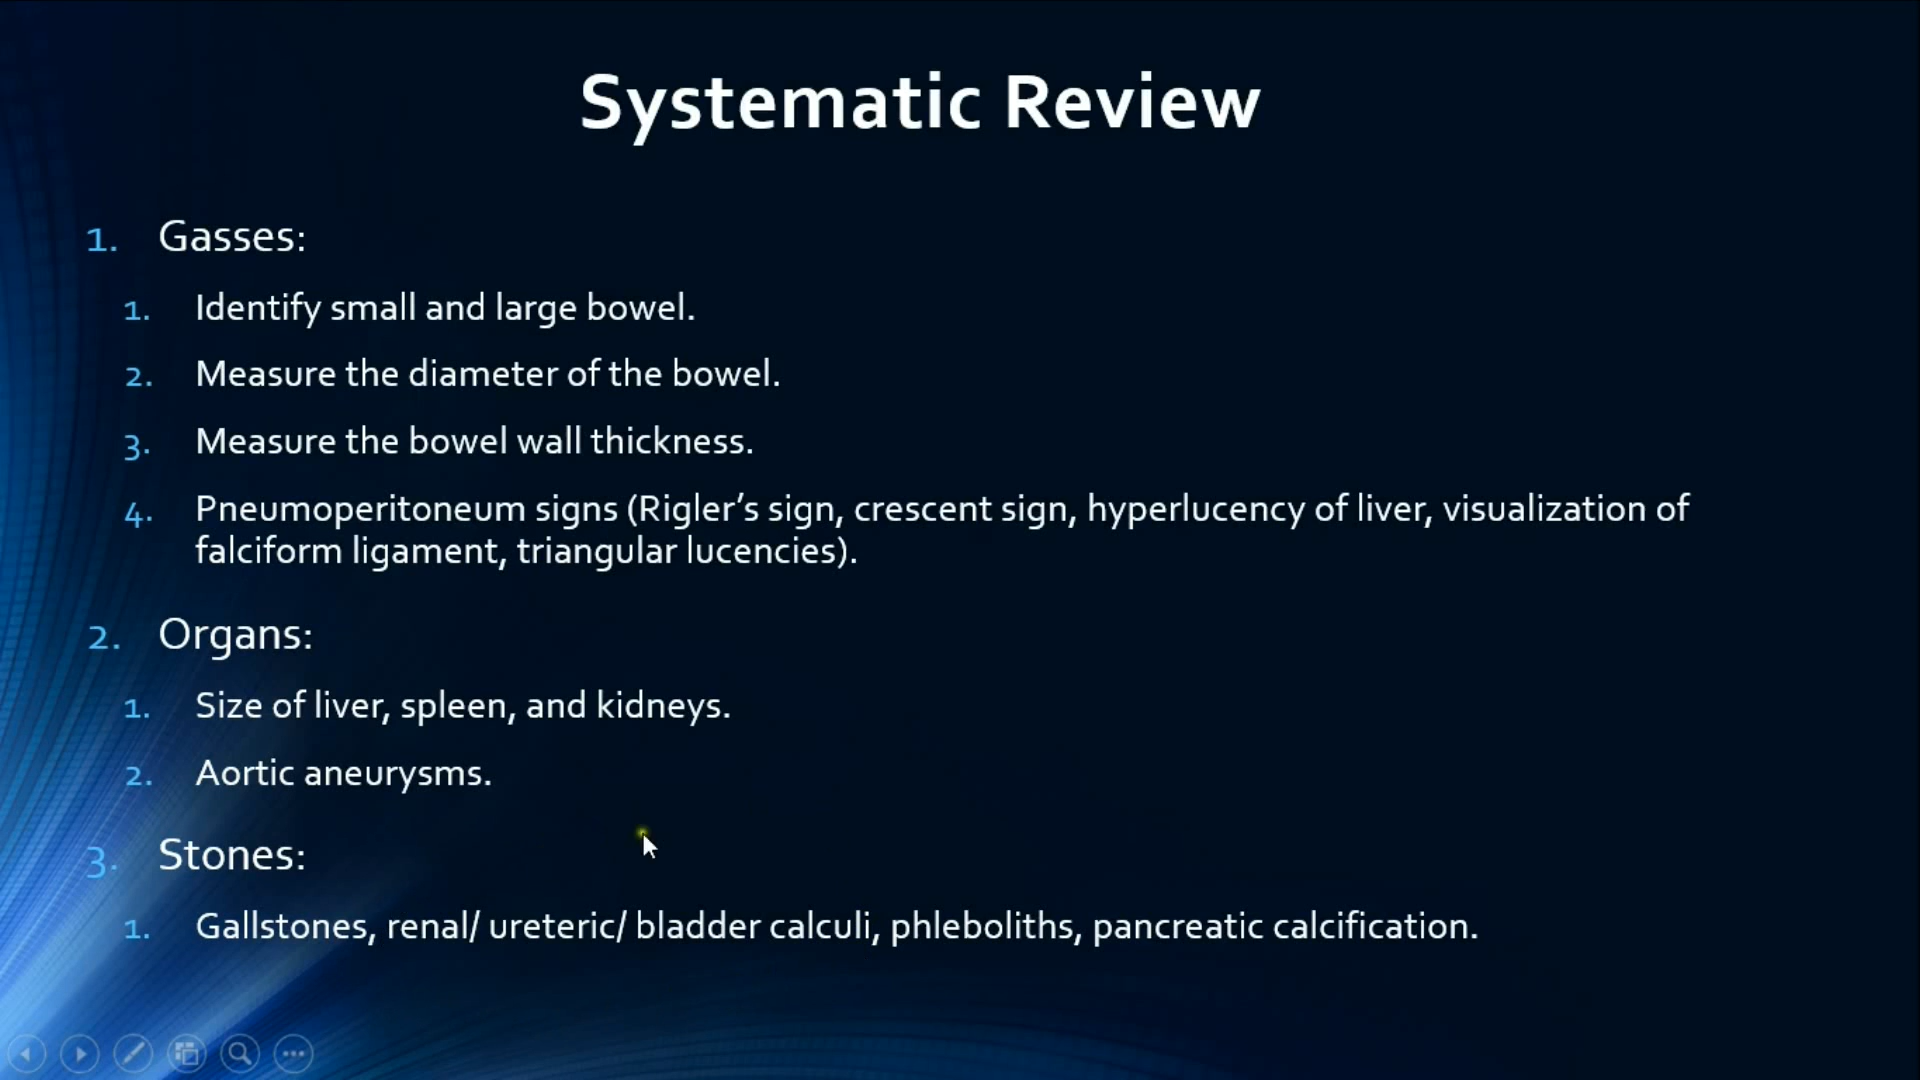 Systematic Review
1. Gasses:
1. Identify small and large bowel.
2. Measure the diameter of the bowel.
3. Measure the bowel wall thickness.
4. Pneumoperitoneum signs (Rigler’s sign, crescent sign, hyperlucency of liver, visualization of
falciform ligament, triangular lucencies).
2. Organs:
1. Size of liver, spleen, and kidneys.
2. Aortic aneurysms.
3. Stones:
1. Gallstones, renal/ ureteric/ bladder calculi, phleboliths, pancreatic calcification.